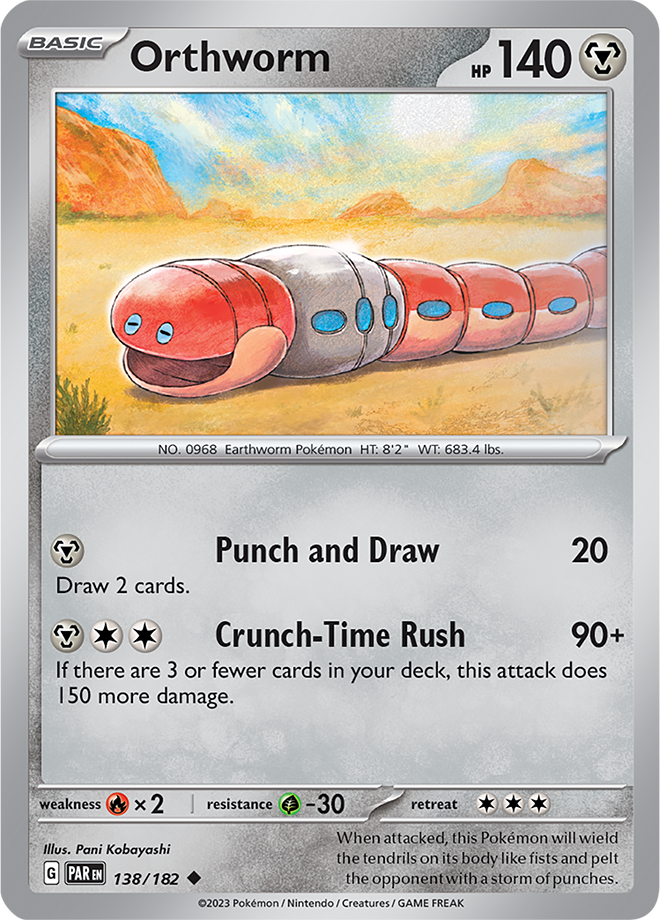 BASIC Orthworm HP 140
NO. 0968 Earthworm Pokémon HT: 8'2" WT: 683.4 lbs.
Punch and Draw 20
Draw 2 cards.
Crunch-Time Rush 90+
If there are 3 or fewer cards in your deck, this attack does
150 more damage.
weakness ×2 resistance -30 retreat
Illus. Pani Kobayashi
G PAR EN 138/182
When attacked, this Pokémon will wield
the tendrils on its body like fists and pelt
the opponent with a storm of punches.
©2023 Pokémon / Nintendo / Creatures / GAME FREAK